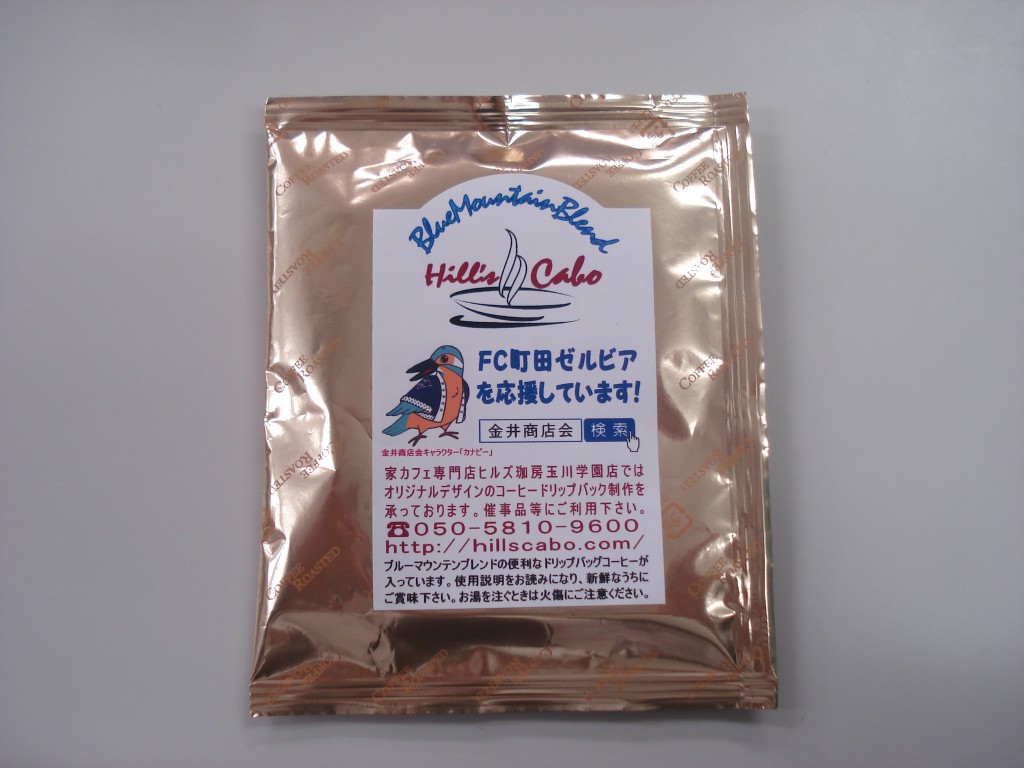 BlueMountainBlend
Hill's Cabo
FC町田ゼルビア
を応援しています!
金井商店会 検索
金井商店会キャラクター「カナピー」
家カフェ専門店ヒルズ珈房玉川学園店では
オリジナルデザインのコーヒードリップパック制作を
承っております。催事品等にご利用下さい。
☎050-5810-9600
http://hillscabo.com/
ブルーマウンテンブレンドの便利なドリップバッグコーヒーが
入っています。使用説明をお読みになり、新鮮なうちに
ご賞味下さい。お湯を注ぐときは火傷にご注意ください。
COFFEE
ROASTED
COFFEE
ROASTED
COFFEE
ROASTED
COFFEE
ROASTED
COFFEE
ROASTED